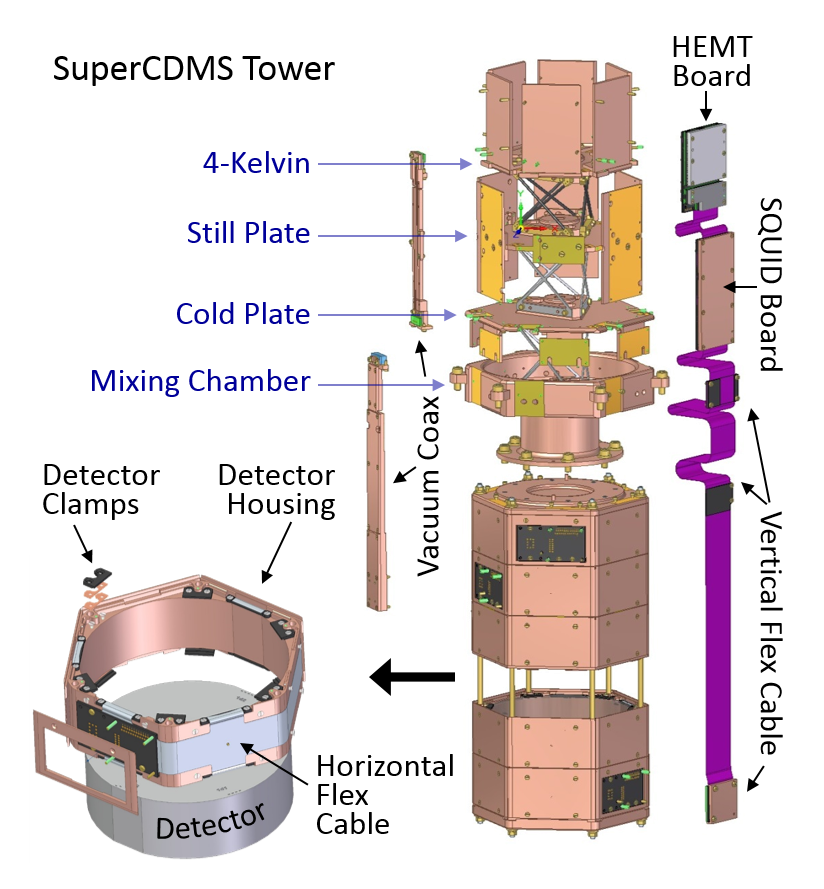 SuperCDMS Tower
HEMT
Board
4-Kelvin
Still Plate
Cold Plate
Mixing Chamber
SQUID Board
Vacuum Coax
Detector
Clamps
Detector
Housing
Vertical Flex Cable
Horizontal
Flex
Cable
Detector